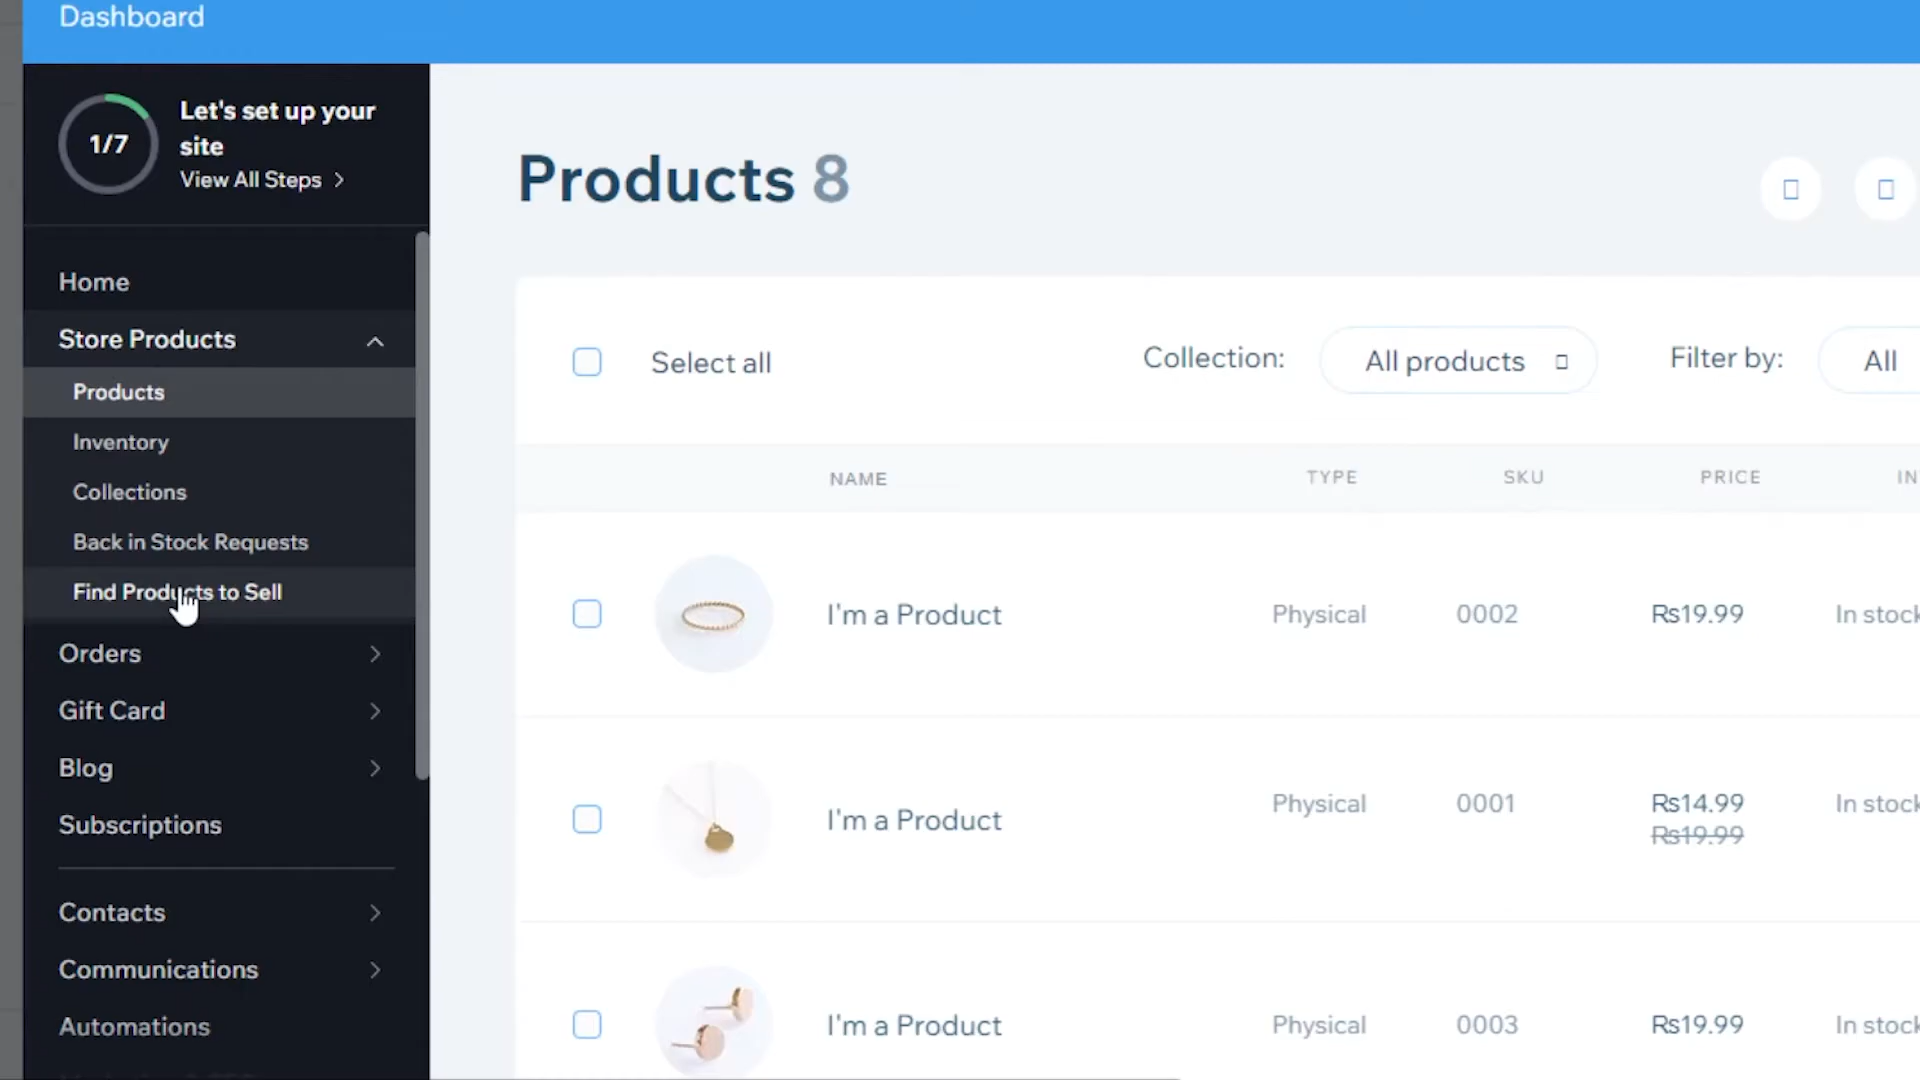 Dashboard
1/7
Let's set up your
site
View All Steps
Home
Store Products
Products
Inventory
Collections
Back in Stock Requests
Find Products to Sell
Orders
Gift Card
Blog
Subscriptions
Contacts
Communications
Automations
Products 8
Select all
Collection:
All products
Filter by:
All
NAME
TYPE
SKU
PRICE
IN
I'm a Product
Physical
0002
Rs19.99
In stock
I'm a Product
Physical
0001
Rs14.99
Rs19.99
In stock
I'm a Product
Physical
0003
Rs19.99
In stock